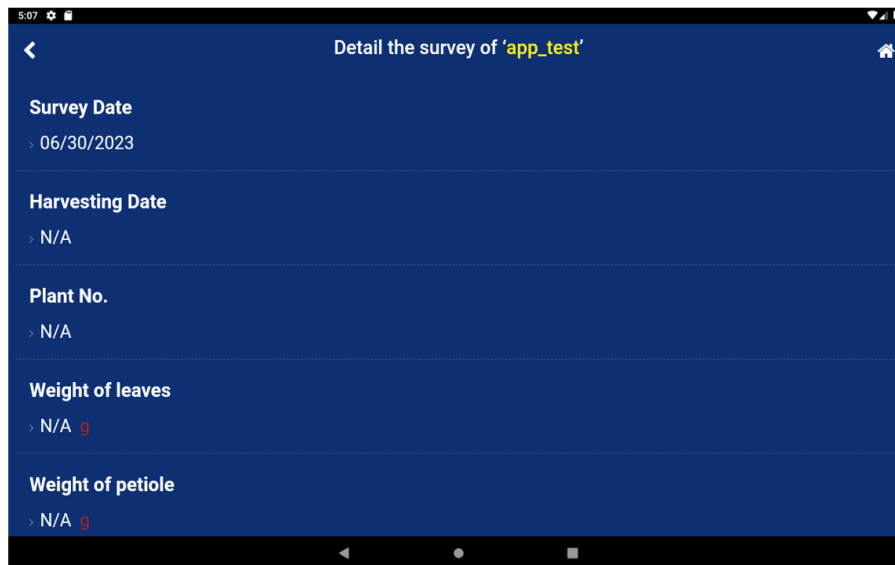 5:07
Detail the survey of ‘app_test’
Survey Date
› 06/30/2023
Harvesting Date
› N/A
Plant No.
› N/A
Weight of leaves
› N/A g
Weight of petiole
› N/A g